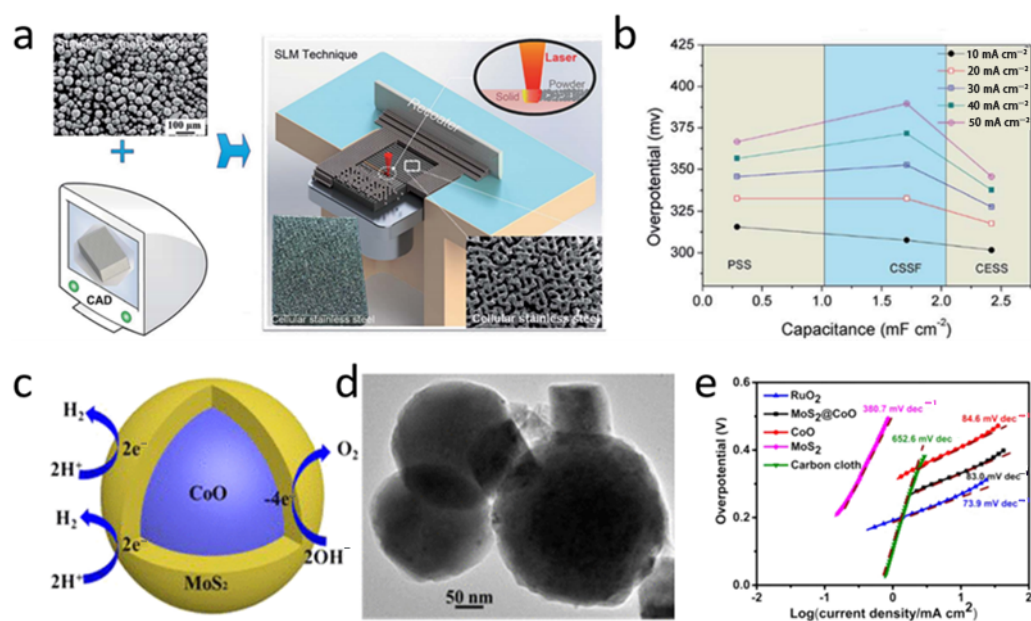 a
100 μm
+
CAD
SLM Technique
Laser
Powder
Solid
Recoater
Cellular stainless steel
Cellular stainless steel
b
Overpotential (mv)
425
400
375
350
325
300
10 mA cm⁻²
20 mA cm⁻²
30 mA cm⁻²
40 mA cm⁻²
50 mA cm⁻²
PSS
CSSF
CESS
0.0
0.5
1.0
1.5
2.0
2.5
Capacitance (mF cm⁻²)
c
H₂
2e⁻
2H⁺
H₂
2e⁻
2H⁺
CoO
MoS₂
O₂
-4e⁻
2OH⁻
d
50 nm
e
Overpotential (V)
0.6
0.4
0.2
0.0
RuO₂
MoS₂@CoO
CoO
MoS₂
Carbon cloth
380.7 mV dec⁻¹
652.6 mV dec
84.6 mV dec⁻¹
83.0 mV dec⁻¹
73.9 mV dec⁻¹
-1
0
1
2
Log(current density/mA cm²)